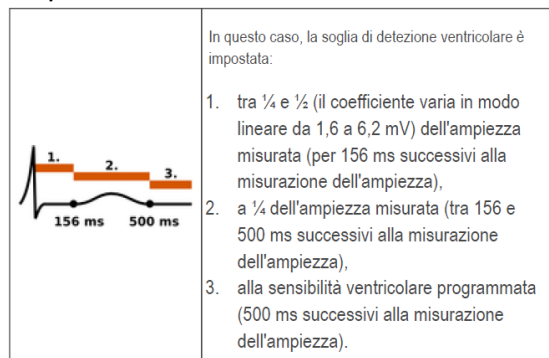 1.
2.
3.
156 ms 500 ms
In questo caso, la soglia di detezione ventricolare è
impostata:
1. tra ¼ e ½ (il coefficiente varia in modo
lineare da 1,6 a 6,2 mV) dell'ampiezza
misurata (per 156 ms successivi alla
misurazione dell'ampiezza),
2. a ¼ dell'ampiezza misurata (tra 156 e
500 ms successivi alla misurazione
dell'ampiezza),
3. alla sensibilità ventricolare programmata
(500 ms successivi alla misurazione
dell'ampiezza).